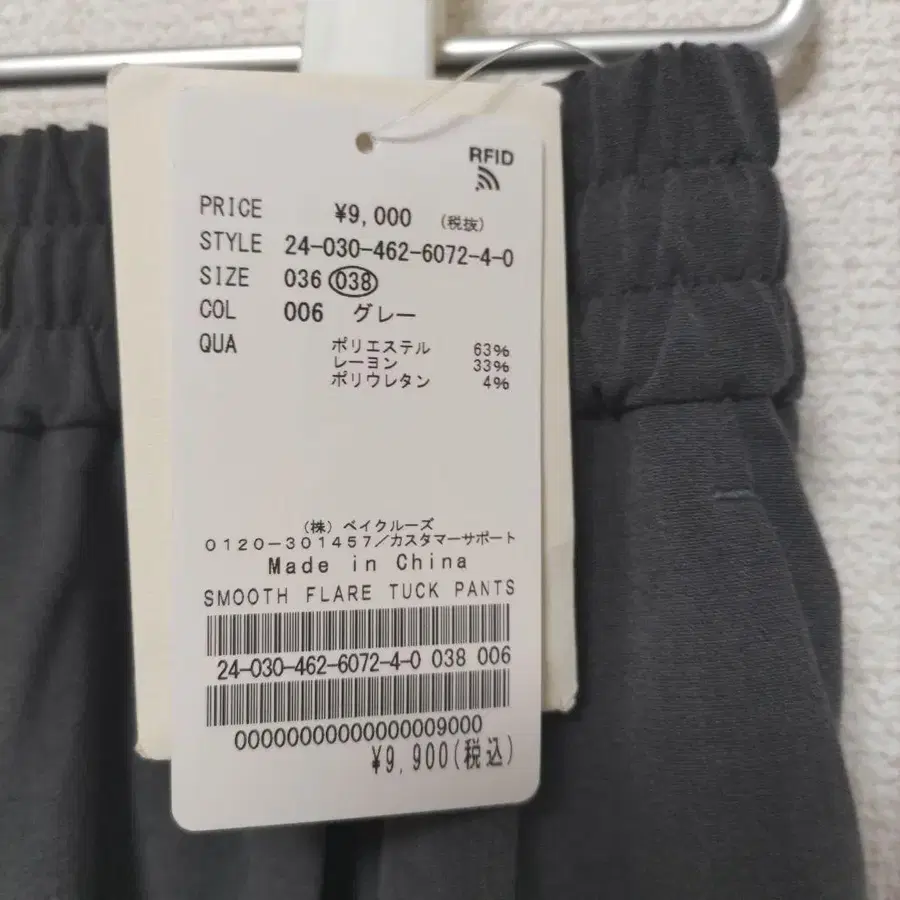 RFID
PRICE ¥9,000 (税抜)
STYLE 24-030-462-6072-4-0
SIZE 036 038
COL 006 グレー
QUA ポリエステル 63%
レーヨン 33%
ポリウレタン 4%
(株) ベイクルーズ
0120-301457/カスタマーサポート
Made in China
SMOOTH FLARE TUCK PANTS
24-030-462-6072-4-0 038 006
00000000000000009000
¥9,900(税込)